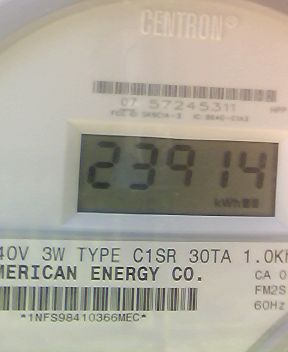 CENTRON®
07 57245311
23914
kWh
40V 3W TYPE C1SR 30TA 1.0Kh
MERICAN ENERGY CO.
CA 0
FM2S
60Hz
*1NFS98410366MEC*